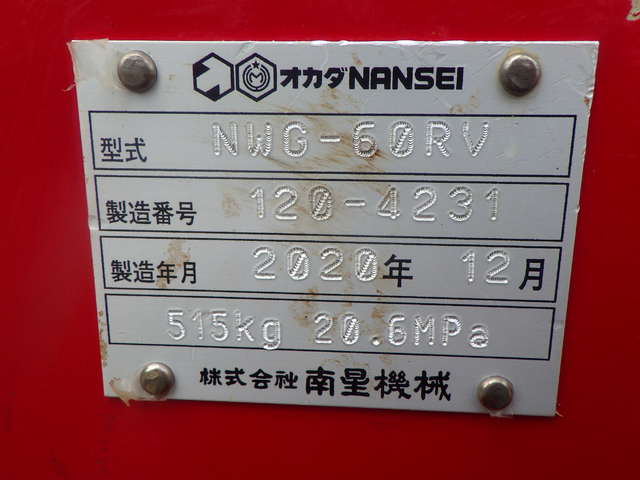 オカダNANSEI
型式 NWG-60RV
製造番号 120-4231
製造年月 2020年 12月
515kg 20.6MPa
株式会社 南星機械